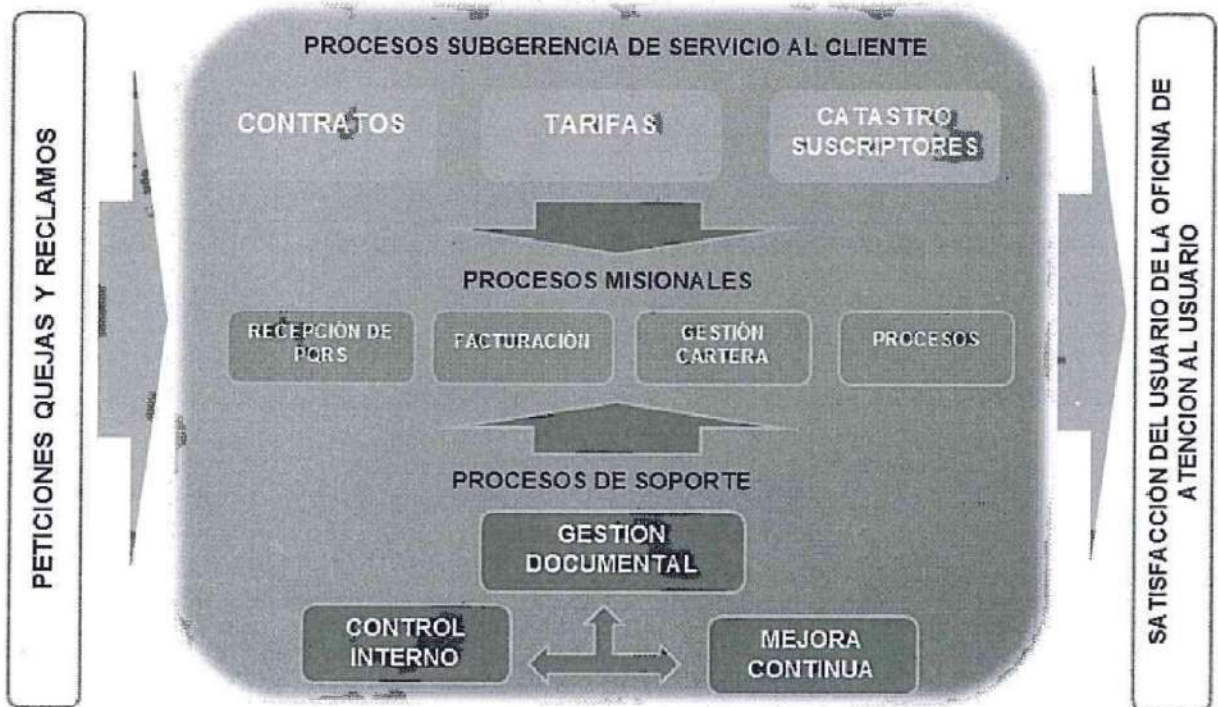 PETICIONES QUEJAS Y RECLAMOS
PROCESOS SUBGERENCIA DE SERVICIO AL CLIENTE
CONTRATOS
TARIFAS
CATASTRO
SUSCRIPTORES
PROCESOS MISIONALES
RECEPCIÓN DE
PQRS
FACTURACIÓN
GESTIÓN
CARTERA
PROCESOS
PROCESOS DE SOPORTE
GESTIÓN
DOCUMENTAL
CONTROL
INTERNO
MEJORA
CONTINUA
SATISFACCIÓN DEL USUARIO DE LA OFICINA DE
ATENCION AL USUARIO